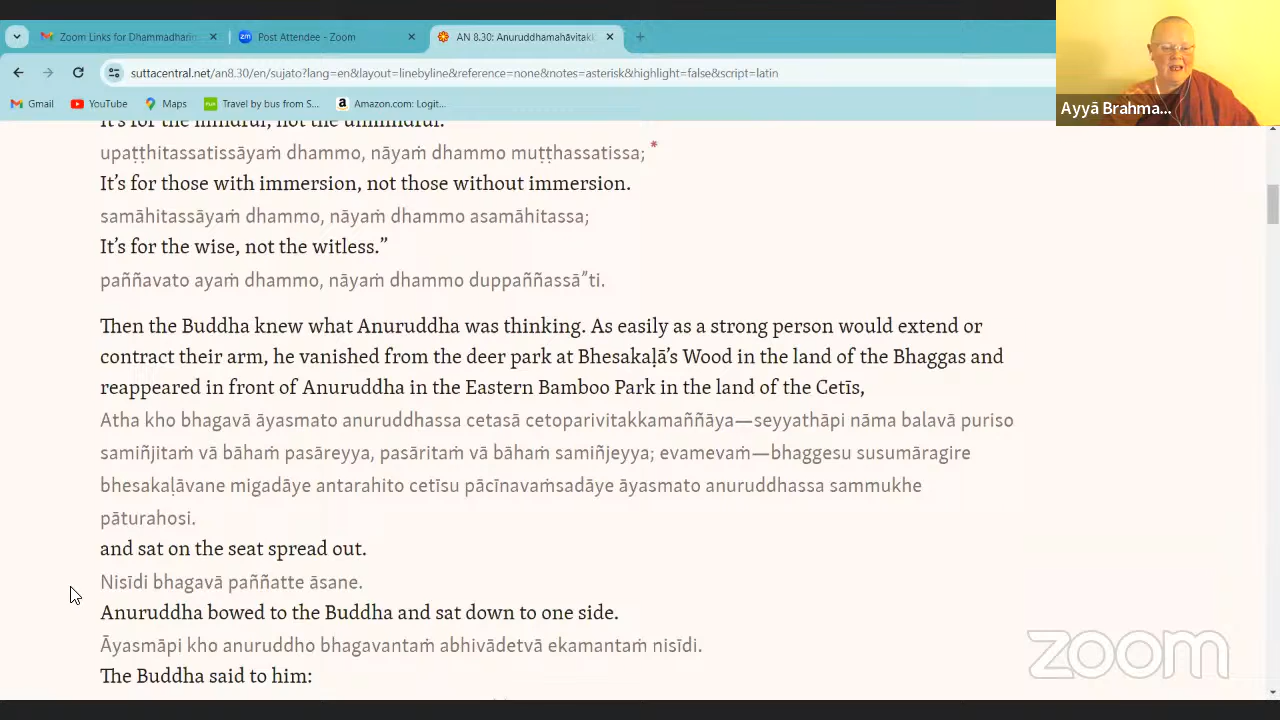 Zoom Links for Dhammadharin
Post Attendee - Zoom
AN 8.30: Anuruddhamahāvitak
suttacentral.net/an8.30/en/sujato?lang=en&layout=linebyline&reference=none&notes=asterisk&highlight=false&script=latin
Gmail
YouTube
Maps
Travel by bus from S...
Amazon.com: Logit...
Ayyā Brahma...
It’s for the mindful, not the unmindful.
upaṭṭhitassatissāyaṁ dhammo, nāyaṁ dhammo muṭṭhassatissa; *
It’s for those with immersion, not those without immersion.
samāhitassāyaṁ dhammo, nāyaṁ dhammo asamāhitassa;
It’s for the wise, not the witless.”
paññavato ayaṁ dhammo, nāyaṁ dhammo duppaññassā”ti.
Then the Buddha knew what Anuruddha was thinking. As easily as a strong person would extend or
contract their arm, he vanished from the deer park at Bhesakaḷā’s Wood in the land of the Bhaggas and
reappeared in front of Anuruddha in the Eastern Bamboo Park in the land of the Cetīs,
Atha kho bhagavā āyasmato anuruddhassa cetasā cetoparivitakkamaññāya—seyyathāpi nāma balavā puriso
samiñjitaṁ vā bāhaṁ pasāreyya, pasāritaṁ vā bāhaṁ samiñjeyya; evamevaṁ—bhaggesu susumāragire
bhesakaḷāvane migadāye antarahito cetīsu pācīnavaṁsadāye āyasmato anuruddhassa sammukhe
pāturahosi.
and sat on the seat spread out.
Nisīdi bhagavā paññatte āsane.
Anuruddha bowed to the Buddha and sat down to one side.
Āyasmāpi kho anuruddho bhagavantaṁ abhivādetvā ekamantaṁ nisīdi.
The Buddha said to him:
zoom